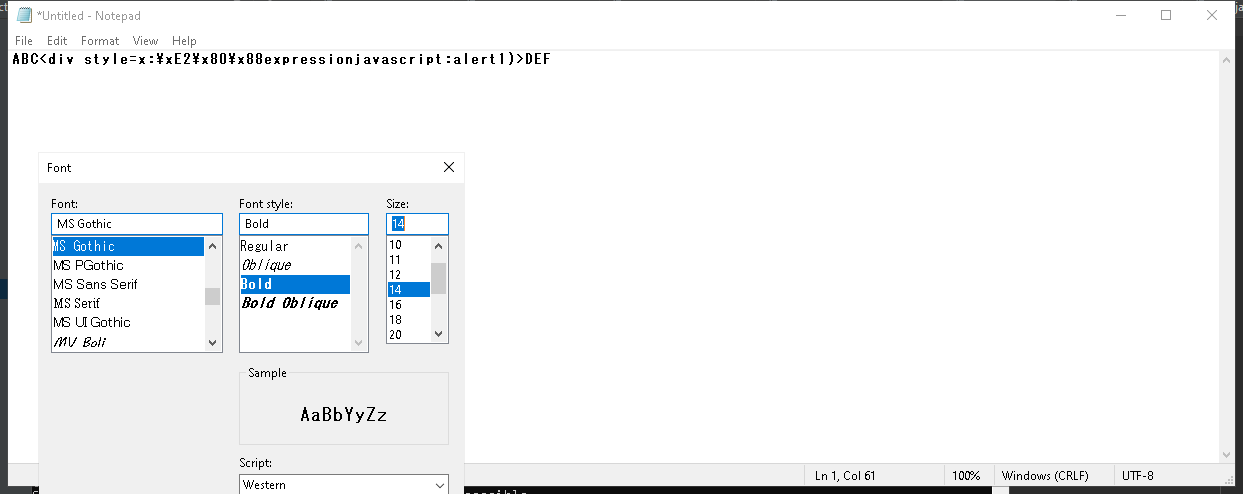 *Untitled - Notepad
File Edit Format View Help
ABC<div style=x:¥xE2¥x80¥x88expressionjavascript:alert1)>DEF
Font
Font: Font style: Size:
MS Gothic Bold 14
MS Gothic Regular 10
MS PGothic Oblique 11
MS Sans Serif Bold 12
MS Serif Bold Oblique 14
MS UI Gothic 16
MV Boli 18
20
Sample
AaBbYyZz
Script:
Western
Ln 1, Col 61 100% Windows (CRLF) UTF-8